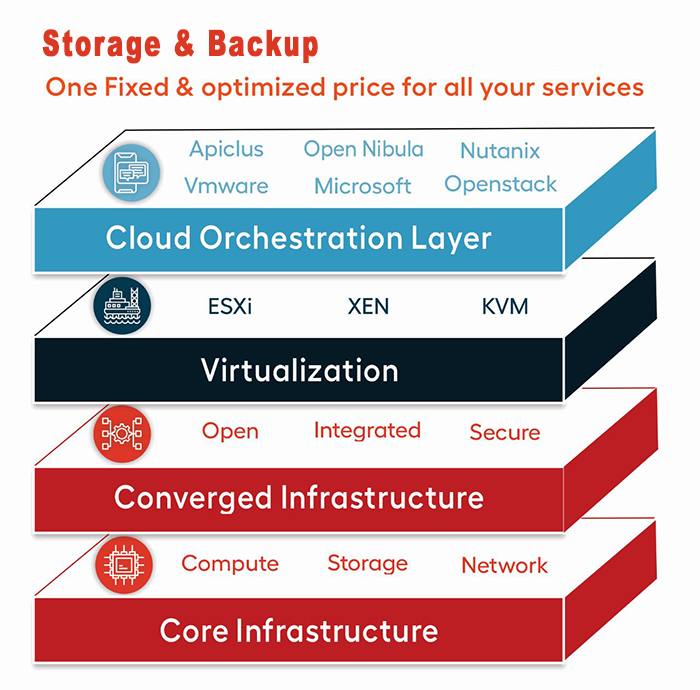 Storage & Backup
One Fixed & optimized price for all your services
Apiclus Open Nibula Nutanix
Vmware Microsoft Openstack
Cloud Orchestration Layer
ESXi XEN KVM
Virtualization
Open Integrated Secure
Converged Infrastructure
Compute Storage Network
Core Infrastructure